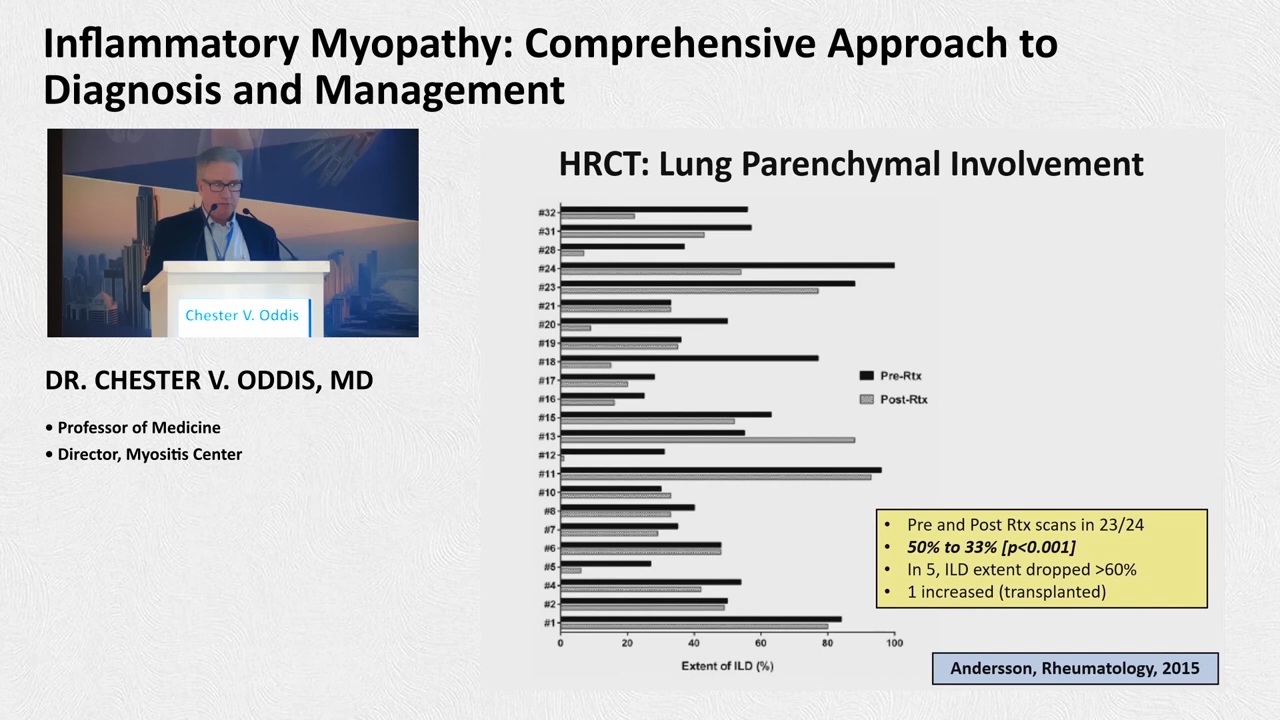 Inflammatory Myopathy: Comprehensive Approach to
Diagnosis and Management
Chester V. Oddis
DR. CHESTER V. ODDIS, MD
• Professor of Medicine
• Director, Myositis Center
HRCT: Lung Parenchymal Involvement
#32
#31
#28
#24
#23
#21
#20
#19
#18
#17
#16
#15
#13
#12
#11
#10
#8
#7
#6
#5
#4
#2
#1
0 20 40 60 80 100
Extent of ILD (%)
Pre-Rtx
Post-Rtx
• Pre and Post Rtx scans in 23/24
• 50% to 33% [p<0.001]
• In 5, ILD extent dropped >60%
• 1 increased (transplanted)
Andersson, Rheumatology, 2015